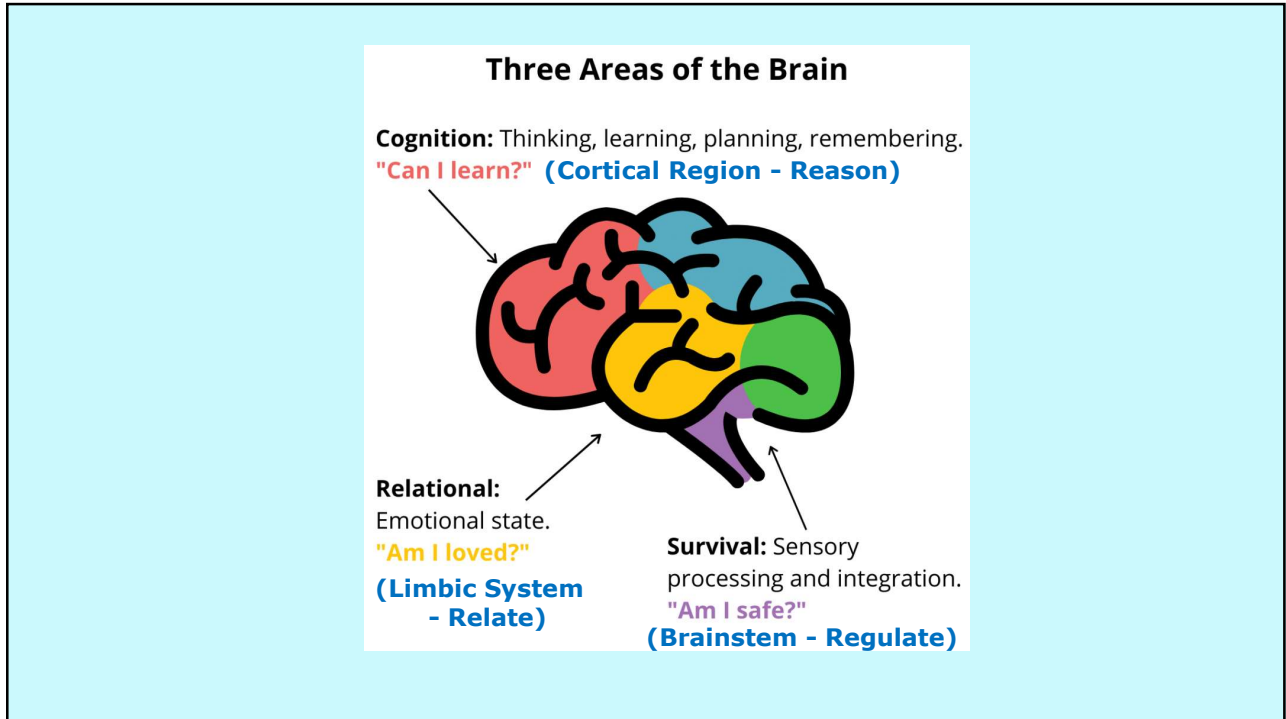 Three Areas of the Brain
Cognition: Thinking, learning, planning, remembering.
"Can I learn?" (Cortical Region - Reason)
Relational:
Emotional state.
"Am I loved?"
(Limbic System
- Relate)
Survival: Sensory
processing and integration.
"Am I safe?"
(Brainstem - Regulate)